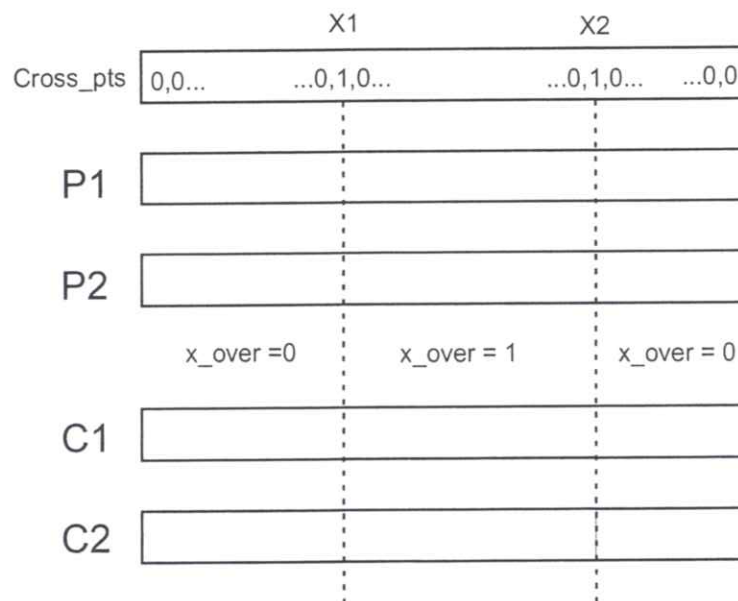 X1 X2
Cross_pts 0,0... ...0,1,0... ...0,1,0... ...0,0
P1
P2
x_over =0 x_over = 1 x_over = 0
C1
C2